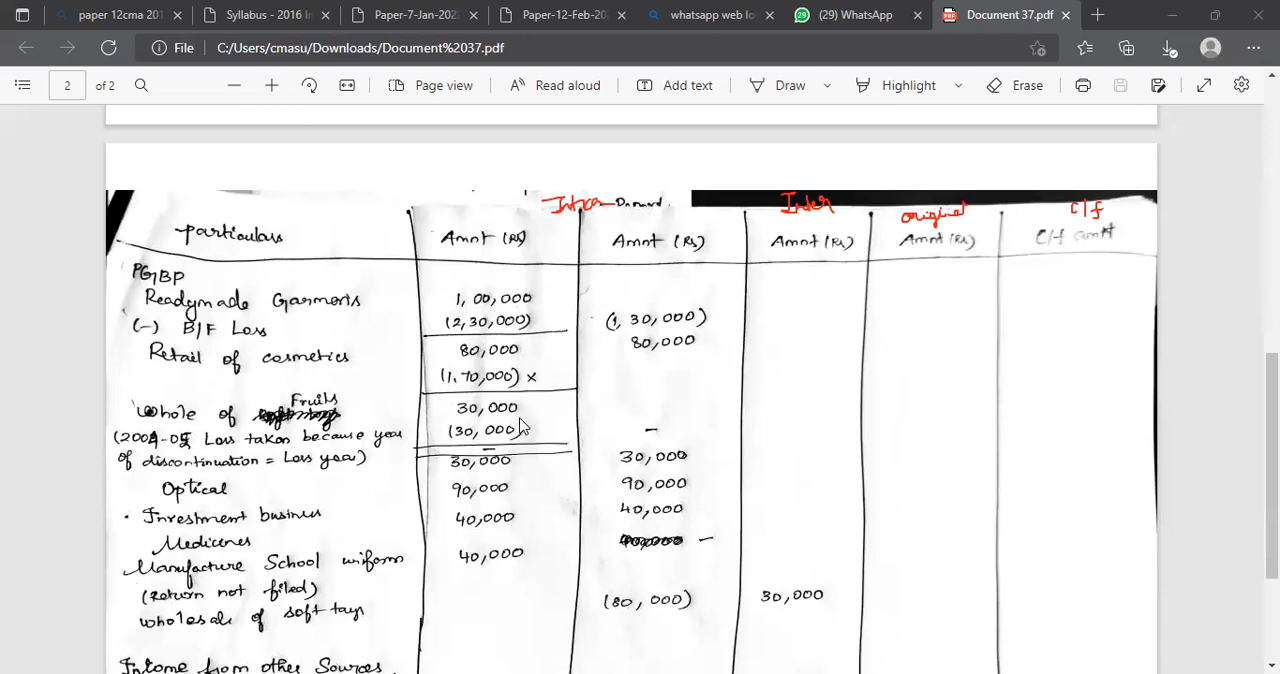 paper 12cma 201
Syllabus - 2016 In
Paper-7-Jan-202
Paper-12-Feb-20
whatsapp web lo
(29) WhatsApp
Document 37.pdf
File
C:/Users/cmasu/Downloads/Document%2037.pdf
2 of 2
Page view
Read aloud
Add text
Draw
Highlight
Erase
Intra Inter original C/f
Particulars Amnt (Rs) Amnt (Rs) Amnt (Rs) Amnt (Rs) C/f amnt
PGBP
Readymade Garments 1,00,000
(-) B/F Loss (2,30,000) (1,30,000)
Retail of cosmetics 80,000 80,000
(1,70,000) x
Whole of Fruits 30,000
(2004-05 Loss taken because year (30,000) -
of discontinuation = Loss year) -
30,000 30,000
Optical 90,000 90,000
Investment business 40,000 40,000
Medicenes -
Manufacture School uniform 40,000
(Return not filed)
wholesale of soft toys (80,000) 30,000
Income from other Sources.